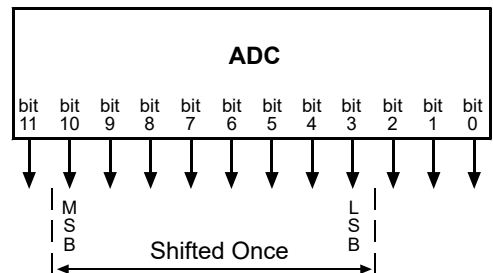 ADC
bit bit bit bit bit bit bit bit bit bit bit bit
11 10 9 8 7 6 5 4 3 2 1 0
MSB
LSB
Shifted Once